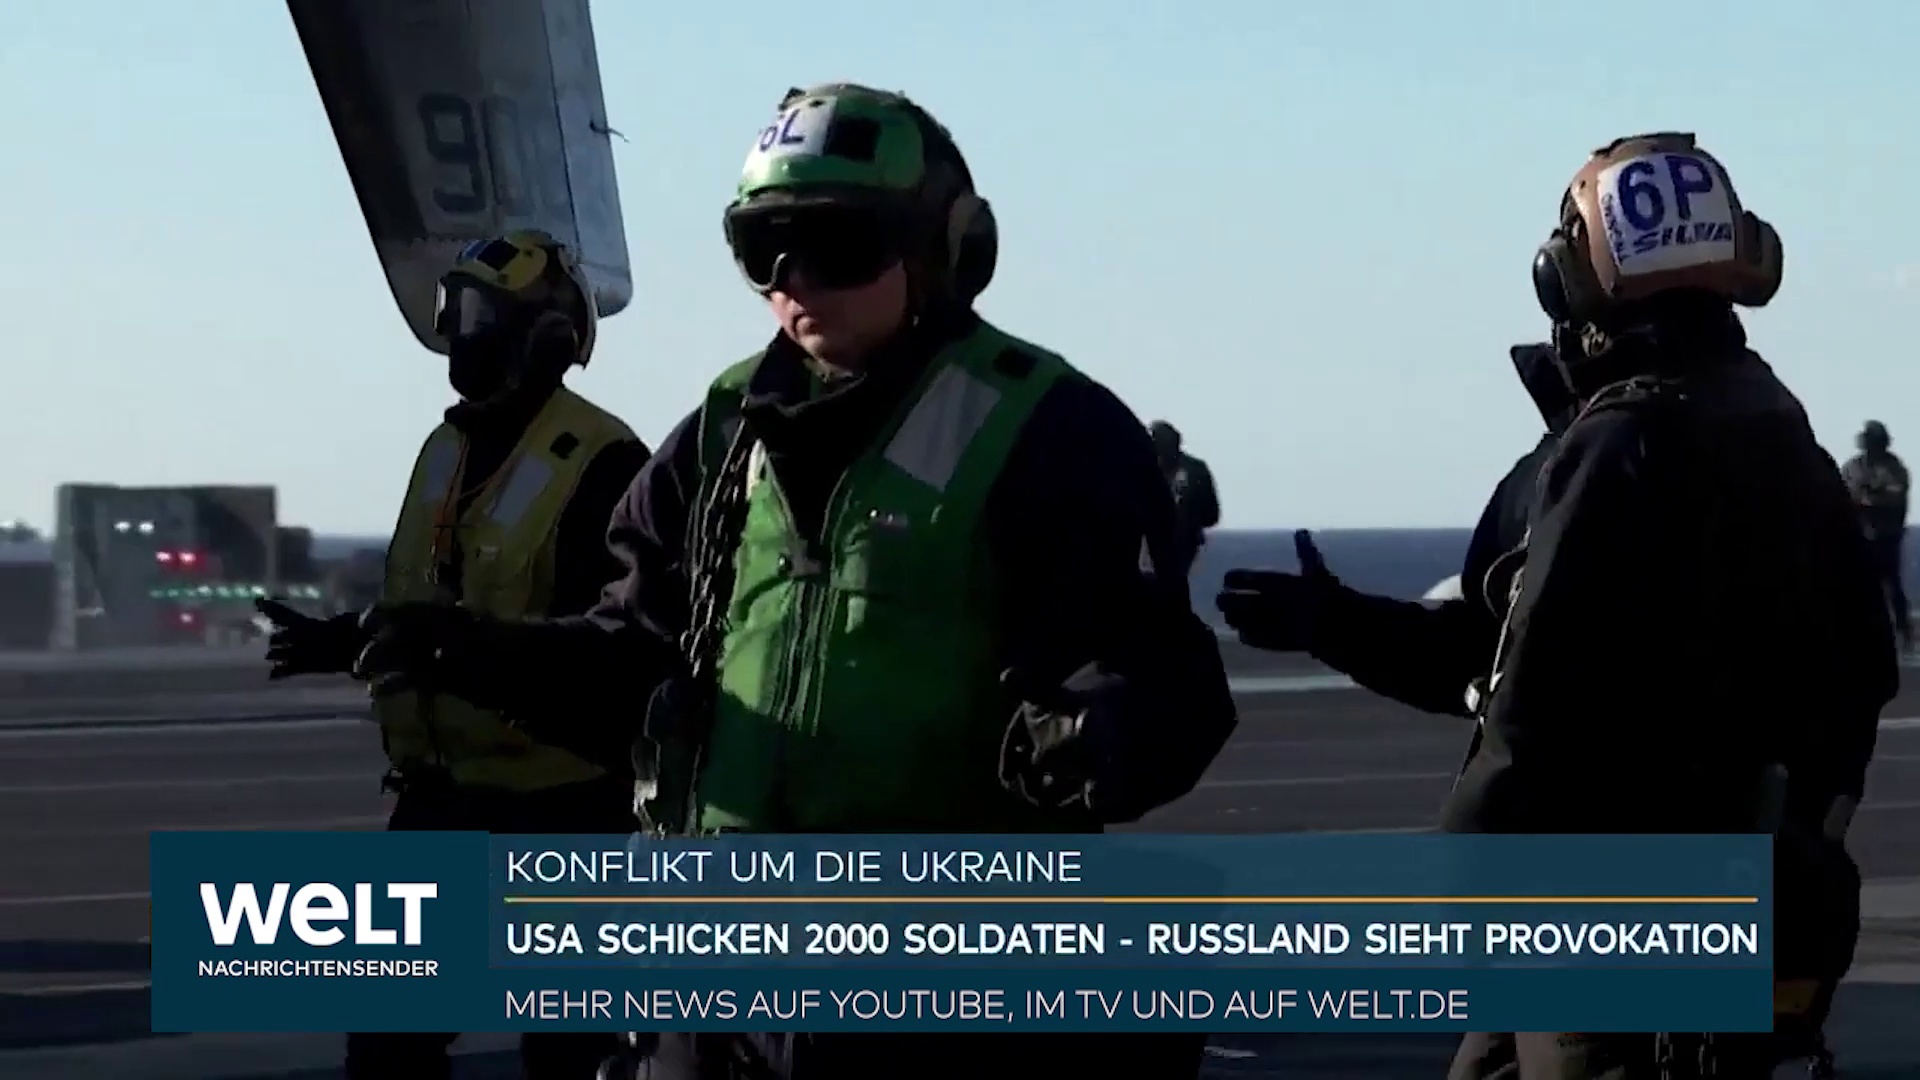 90
6L
6P
SILVA
WELT
NACHRICHTENSENDER
KONFLIKT UM DIE UKRAINE
USA SCHICKEN 2000 SOLDATEN - RUSSLAND SIEHT PROVOKATION
MEHR NEWS AUF YOUTUBE, IM TV UND AUF WELT.DE